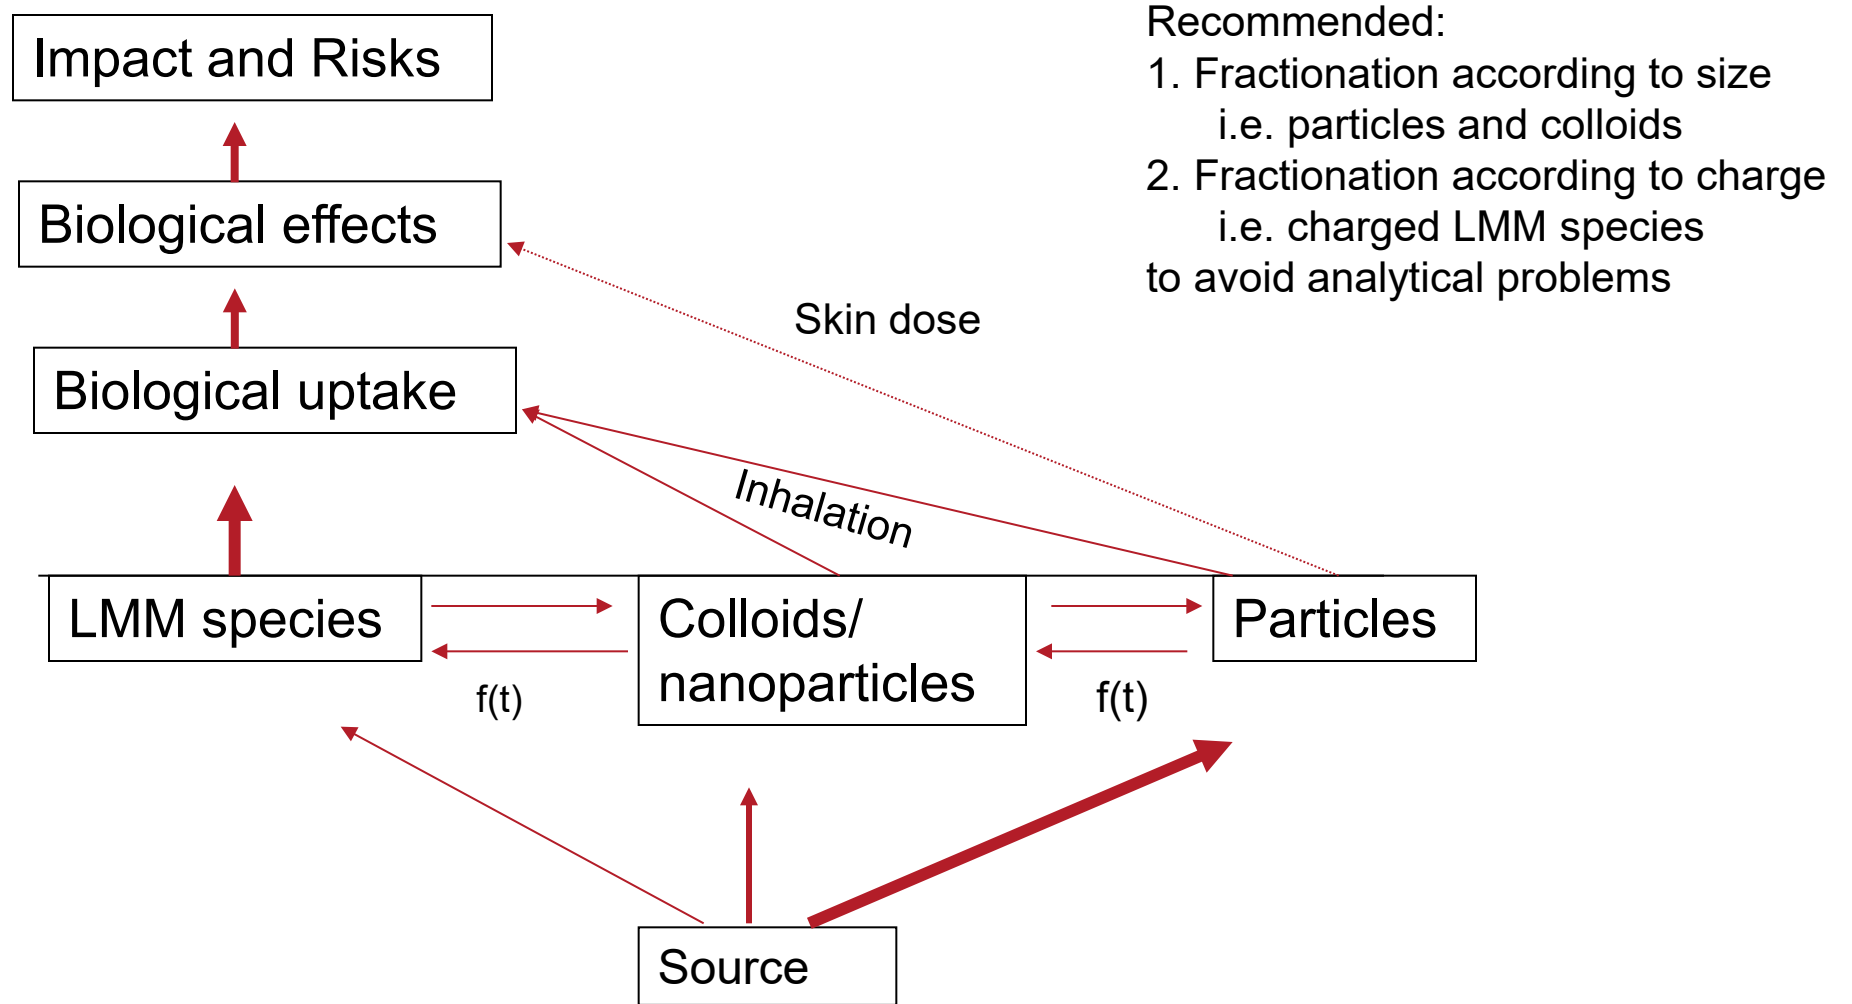 Recommended:
1. Fractionation according to size
i.e. particles and colloids
2. Fractionation according to charge
i.e. charged LMM species
to avoid analytical problems
Impact and Risks
Biological effects
Skin dose
Biological uptake
Inhalation
LMM species
Colloids/
nanoparticles
Particles
f(t)
f(t)
Source